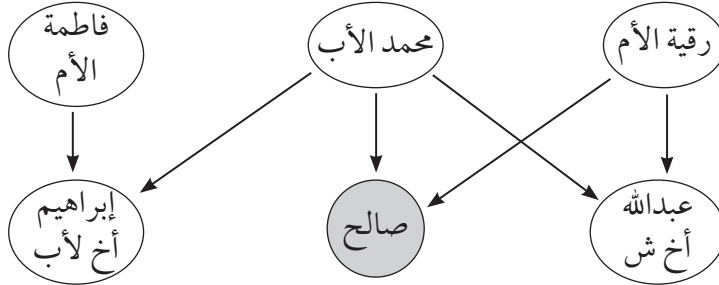 رقية الأم
محمد الأب
فاطمة
الأم
عبدالله
أخ ش
صالح
إبراهيم
أخ لأب